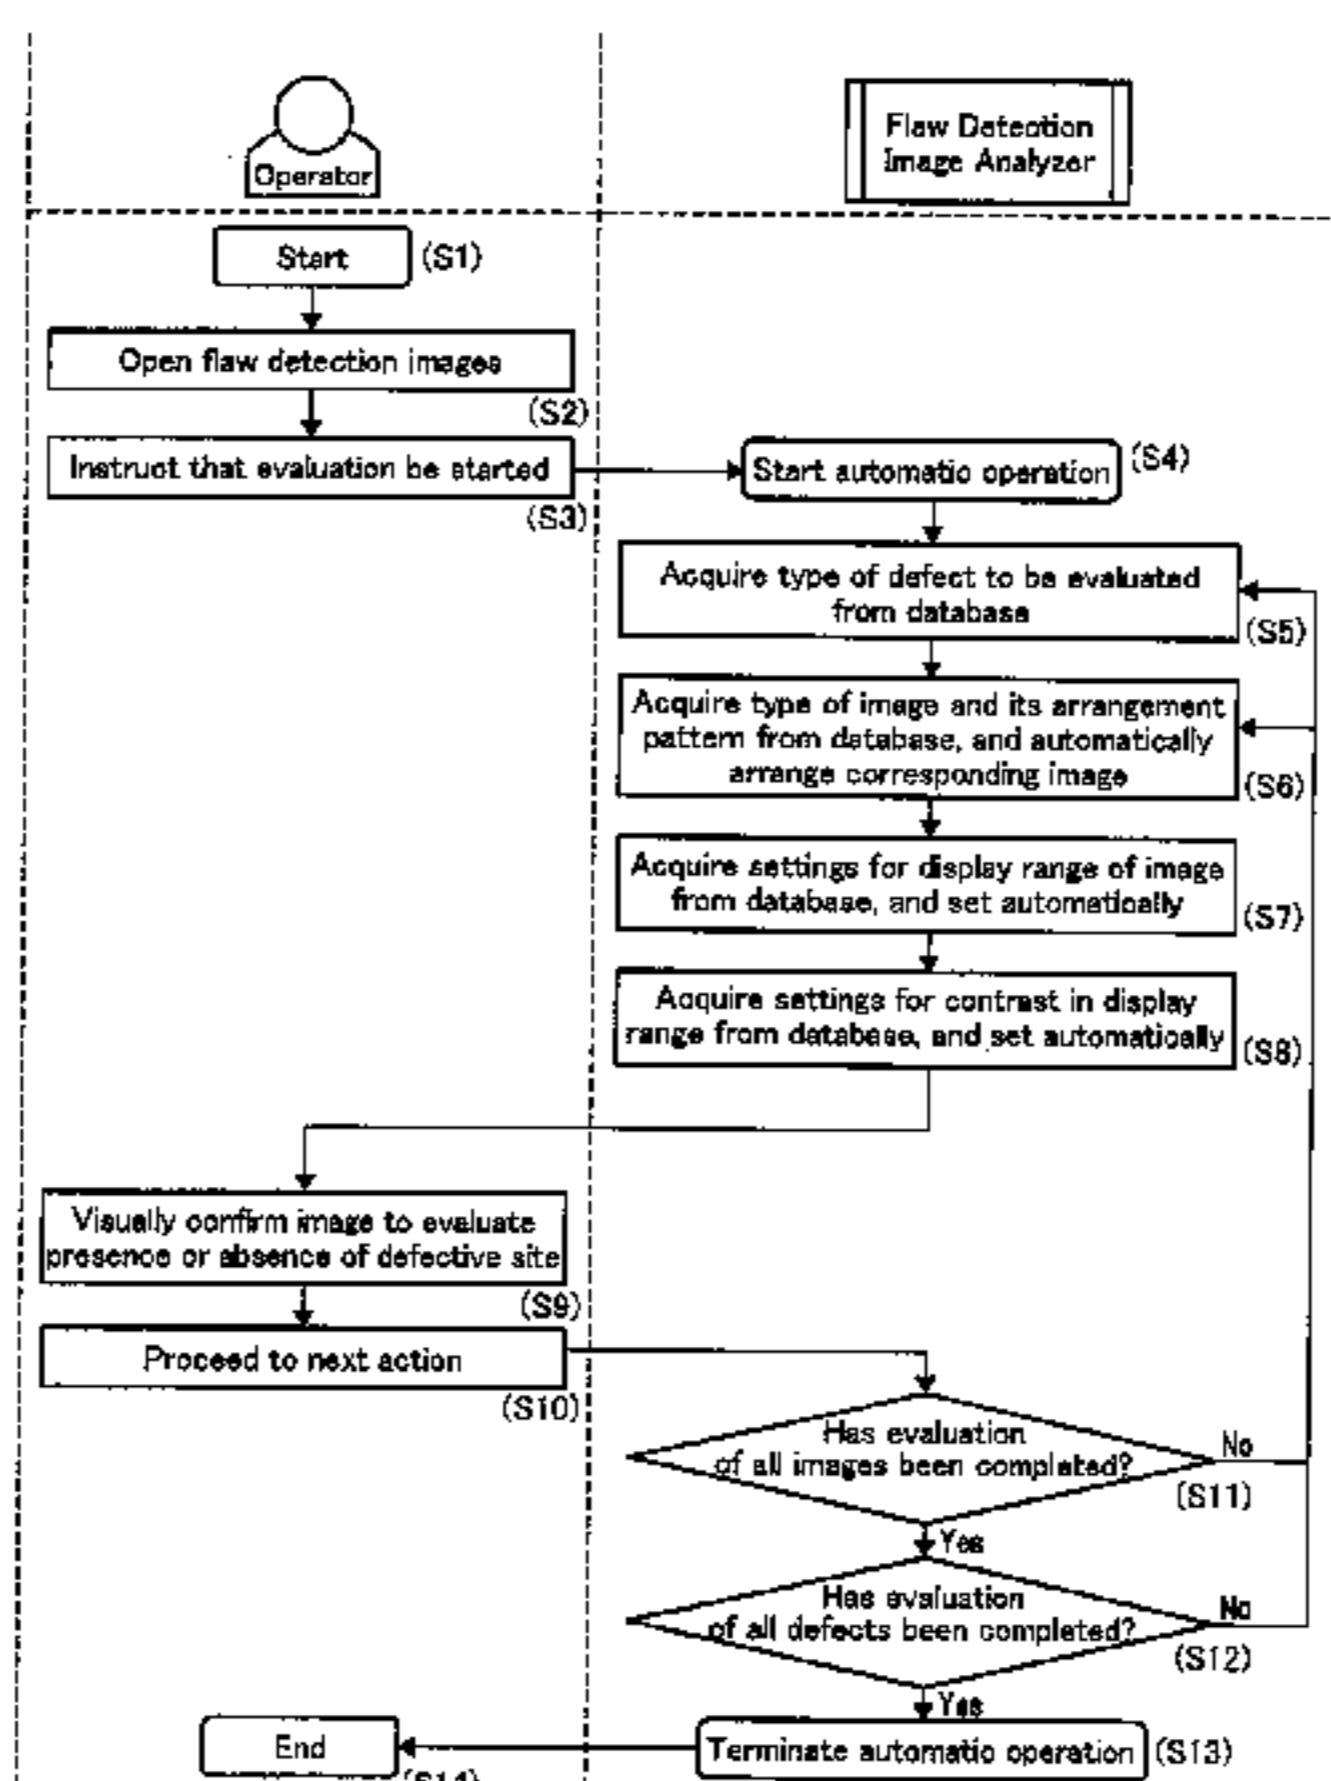 Operator
Flaw Detection
Image Analyzer
Start
(S1)
Open flaw detection images
(S2)
Instruct that evaluation be started
(S3)
Start automatic operation
(S4)
Acquire type of defect to be evaluated
from database
(S5)
Acquire type of image and its arrangement
pattern from database, and automatically
arrange corresponding image
(S6)
Acquire settings for display range of image
from database, and set automatically
(S7)
Acquire settings for contrast in display
range from database, and set automatically
(S8)
Visually confirm image to evaluate
presence or absence of defective site
(S9)
Proceed to next action
(S10)
Has evaluation
of all images been completed?
No
(S11)
Yes
Has evaluation
of all defects been completed?
No
(S12)
Yes
Terminate automatic operation
(S13)
End
(S14)